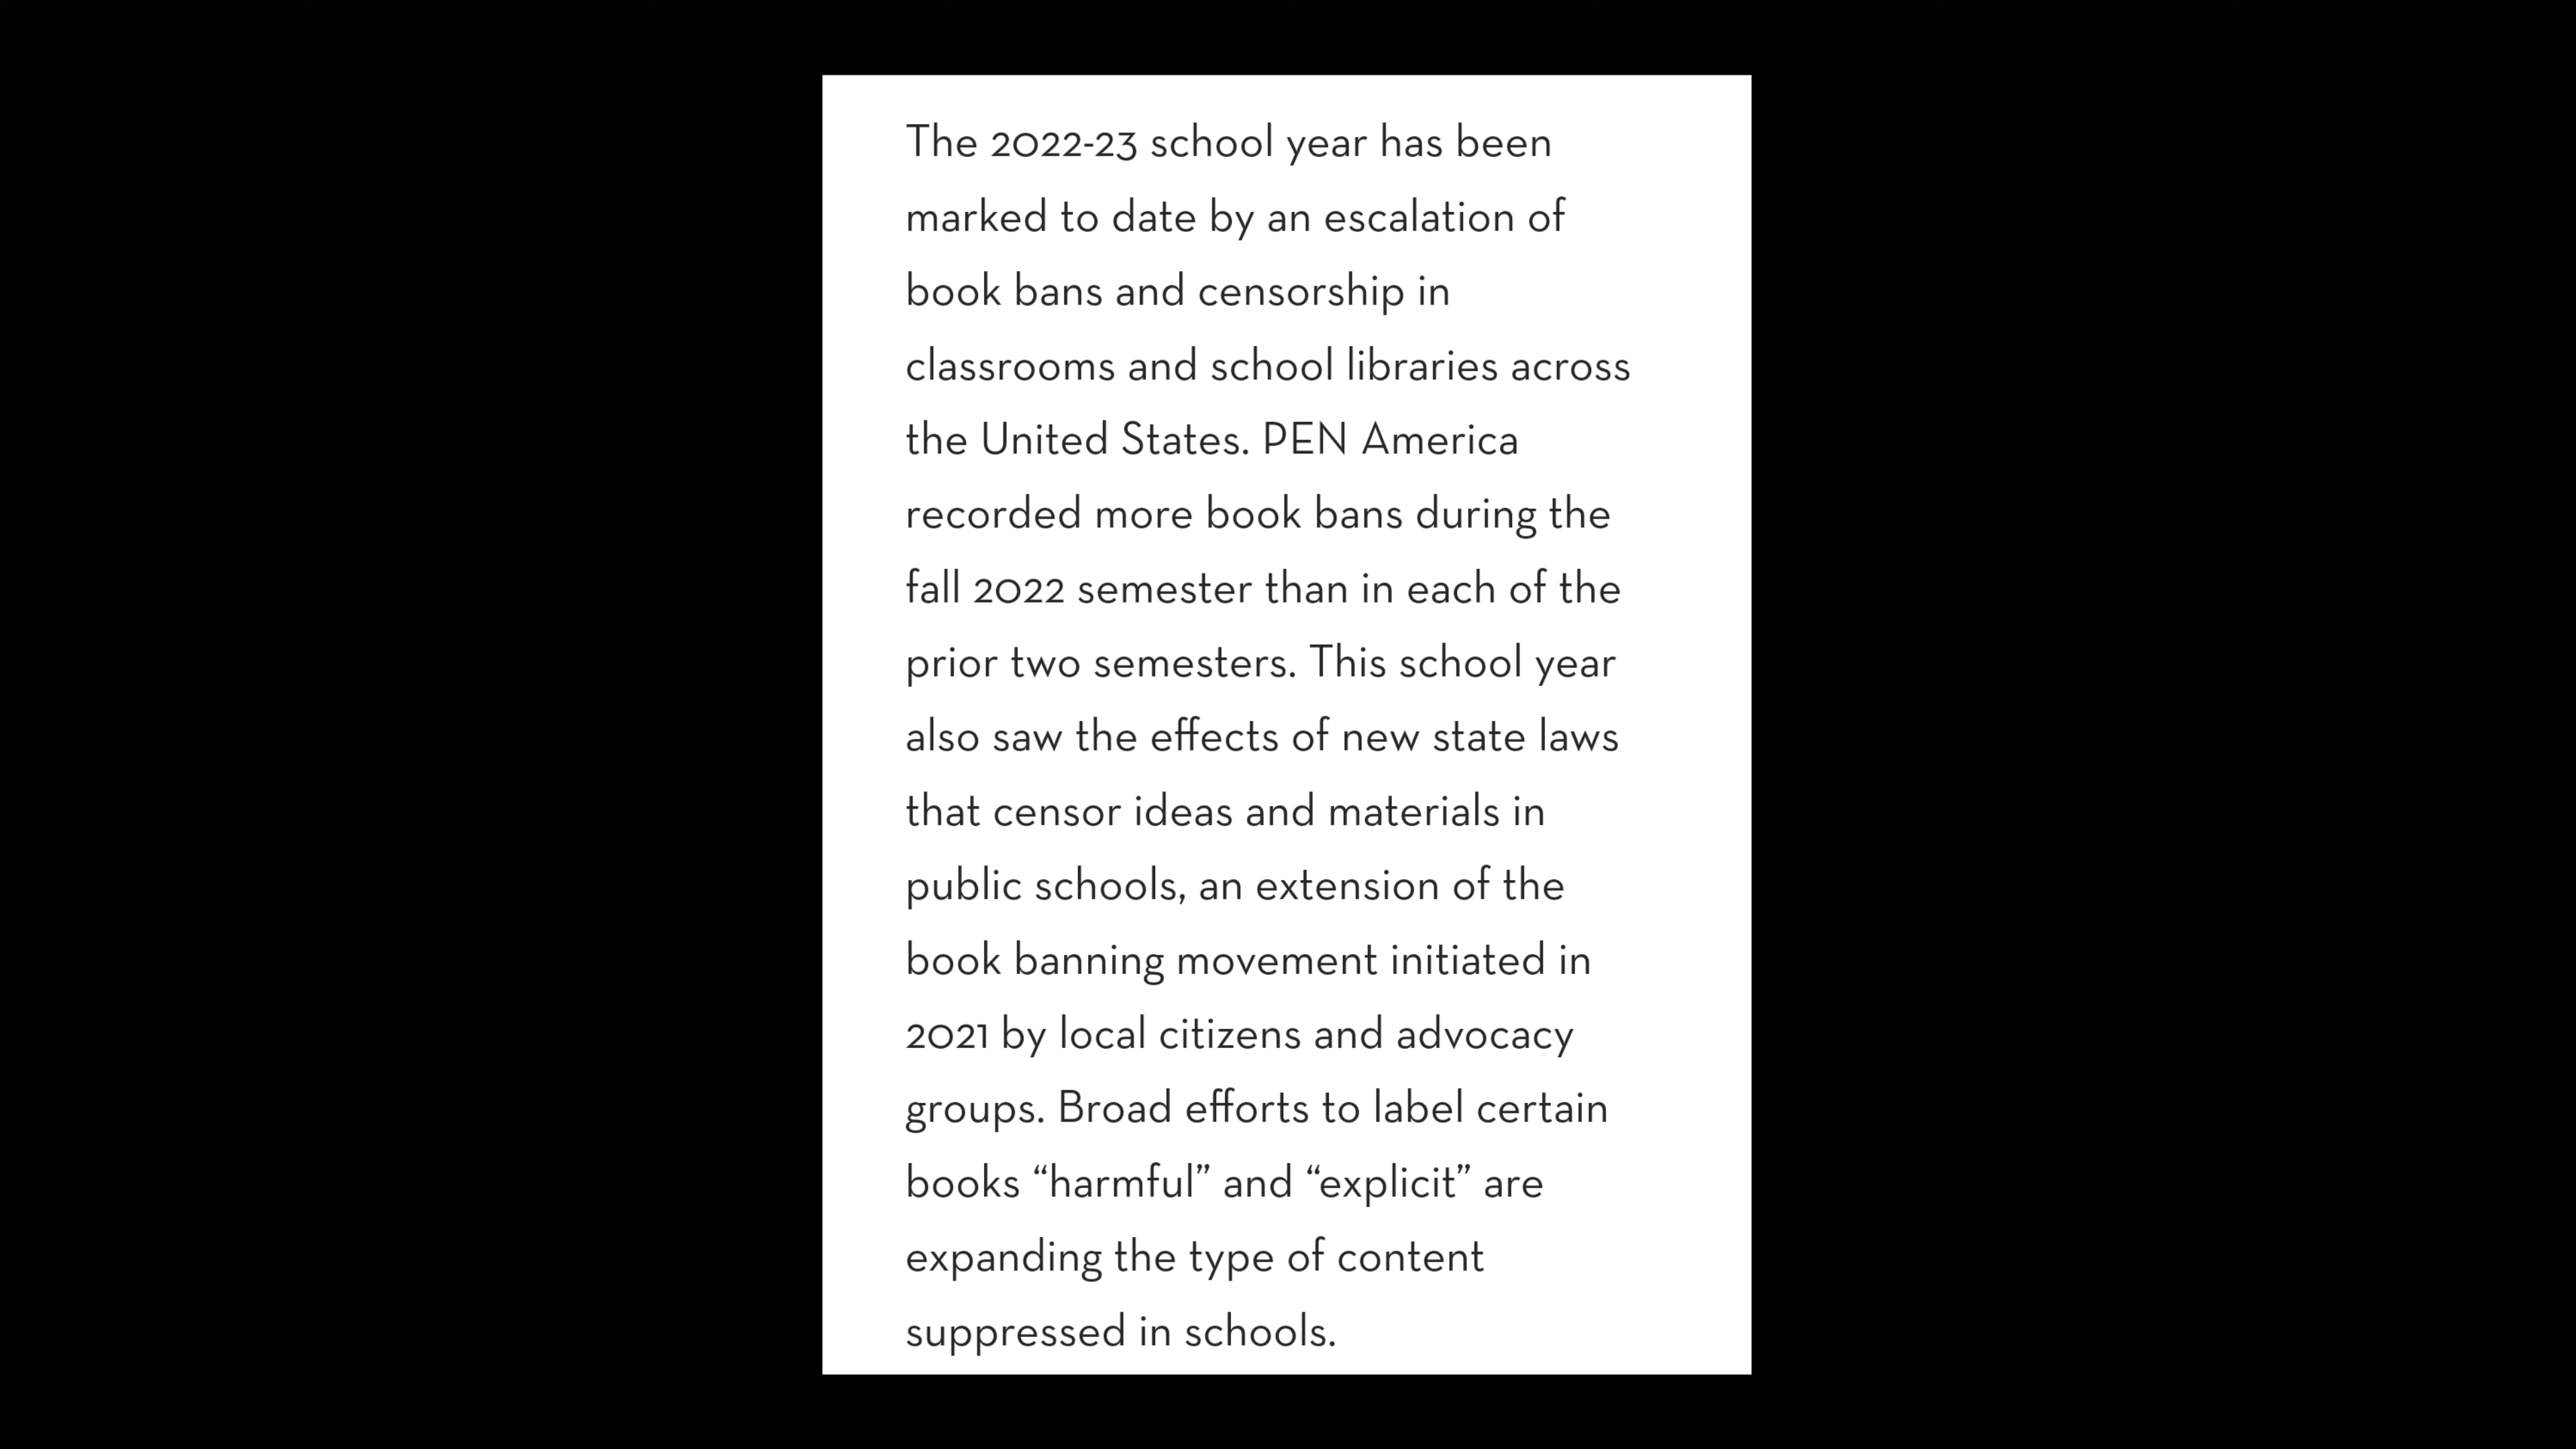 The 2022-23 school year has been
marked to date by an escalation of
book bans and censorship in
classrooms and school libraries across
the United States. PEN America
recorded more book bans during the
fall 2022 semester than in each of the
prior two semesters. This school year
also saw the effects of new state laws
that censor ideas and materials in
public schools, an extension of the
book banning movement initiated in
2021 by local citizens and advocacy
groups. Broad efforts to label certain
books “harmful” and “explicit” are
expanding the type of content
suppressed in schools.